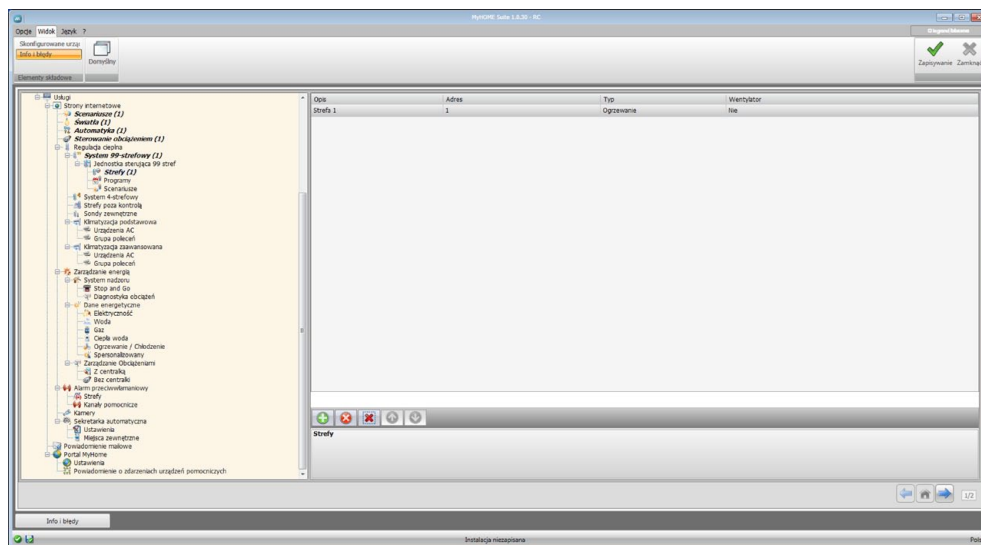 MyHOME Suite 1.0.30 - RC
Opcje Widok Język ?
Skonfigurowane urzą
Info i błędy
Domyślny
Elementy składowe
Zapisywanie Zamknąć
Usługi
Strony internetowe
Scenariusze (1)
Światła (1)
Automatyka (1)
Sterowanie obciążeniem (1)
Regulacja cieplna
System 99-strefowy (1)
Jednostka sterująca 99 stref
Strefy (1)
Programy
Scenariusze
System 4-strefowy
Strefy poza kontrolą
Sondy zewnętrzne
Klimatyzacja podstawowa
Urządzenia AC
Grupa poleceń
Klimatyzacja zaawansowana
Urządzenia AC
Grupa poleceń
Zarządzanie energią
System nadzoru
Stop and Go
Diagnostyka obciążeń
Dane energetyczne
Elektryczność
Woda
Gaz
Ciepła woda
Ogrzewanie / Chłodzenie
Spersonalizowany
Zarządzanie Obciążeniami
Z centralką
Bez centralki
Alarm przeciwwłamaniowy
Strefy
Kanały pomocnicze
Kamery
Sekretarka automatyczna
Ustawienia
Miejsca zewnętrzne
Powiadomienie mailowe
Portal MyHome
Ustawienia
Powiadomienie o zdarzeniach urządzeń pomocniczych
Opis Adres Typ Wentylator
Strefa 1 1 Ogrzewanie Nie
Strefy
1/2
Info i błędy
Instalacja niezapisana